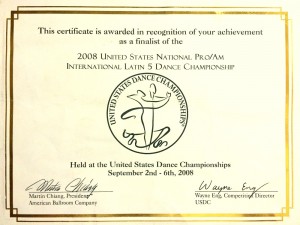 This certificate is awarded in recognition of your achievement
as a finalist of the
2008 United States National Pro/Am
International Latin 5 Dance Championship
UNITED STATES DANCE CHAMPIONSHIPS
Held at the United States Dance Championships
September 2nd - 6th, 2008
Martin Chiang, President
American Ballroom Company
Wayne Eng
Wayne Eng, Competition Director
USDC